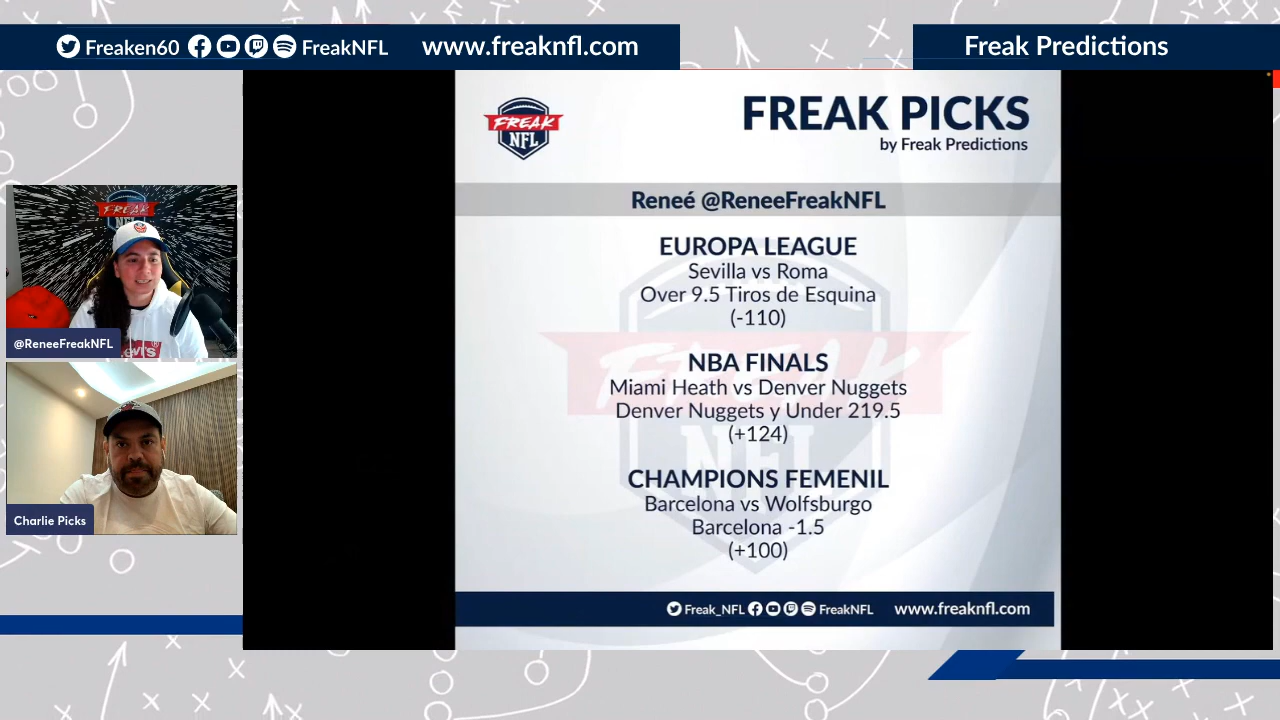 Freaken60 FreakNFL www.freaknfl.com
Freak Predictions
FREAK NFL
FREAK PICKS
by Freak Predictions
Reneé @ReneeFreakNFL
EUROPA LEAGUE
Sevilla vs Roma
Over 9.5 Tiros de Esquina
(-110)
NBA FINALS
Miami Heath vs Denver Nuggets
Denver Nuggets y Under 219.5
(+124)
CHAMPIONS FEMENIL
Barcelona vs Wolfsburgo
Barcelona -1.5
(+100)
FREAK
NFL
Freak_NFL FreakNFL www.freaknfl.com
FREAK
@ReneeFreakNFL
Charlie Picks